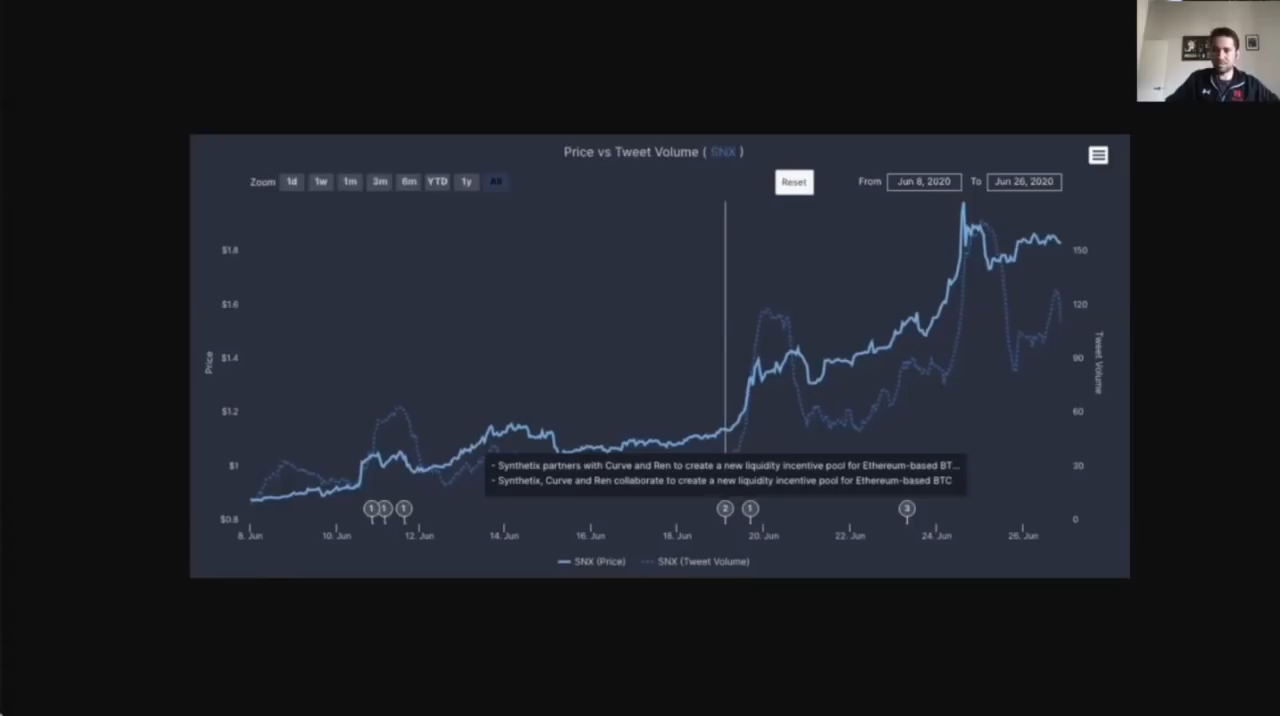 Price vs Tweet Volume ( SNX )
Zoom 1d 1w 1m 3m 6m YTD 1y All
Reset
From Jun 8, 2020 To Jun 26, 2020
$1.8
$1.6
$1.4
$1.2
$1
$0.8
Price
150
120
90
60
30
0
Tweet Volume
- Synthetix partners with Curve and Ren to create a new liquidity incentive pool for Ethereum-based BT...
- Synthetix, Curve and Ren collaborate to create a new liquidity incentive pool for Ethereum-based BTC
1 1 1 2 1 3
8. Jun 10. Jun 12. Jun 14. Jun 16. Jun 18. Jun 20. Jun 22. Jun 24. Jun 26. Jun
SNX (Price) SNX (Tweet Volume)